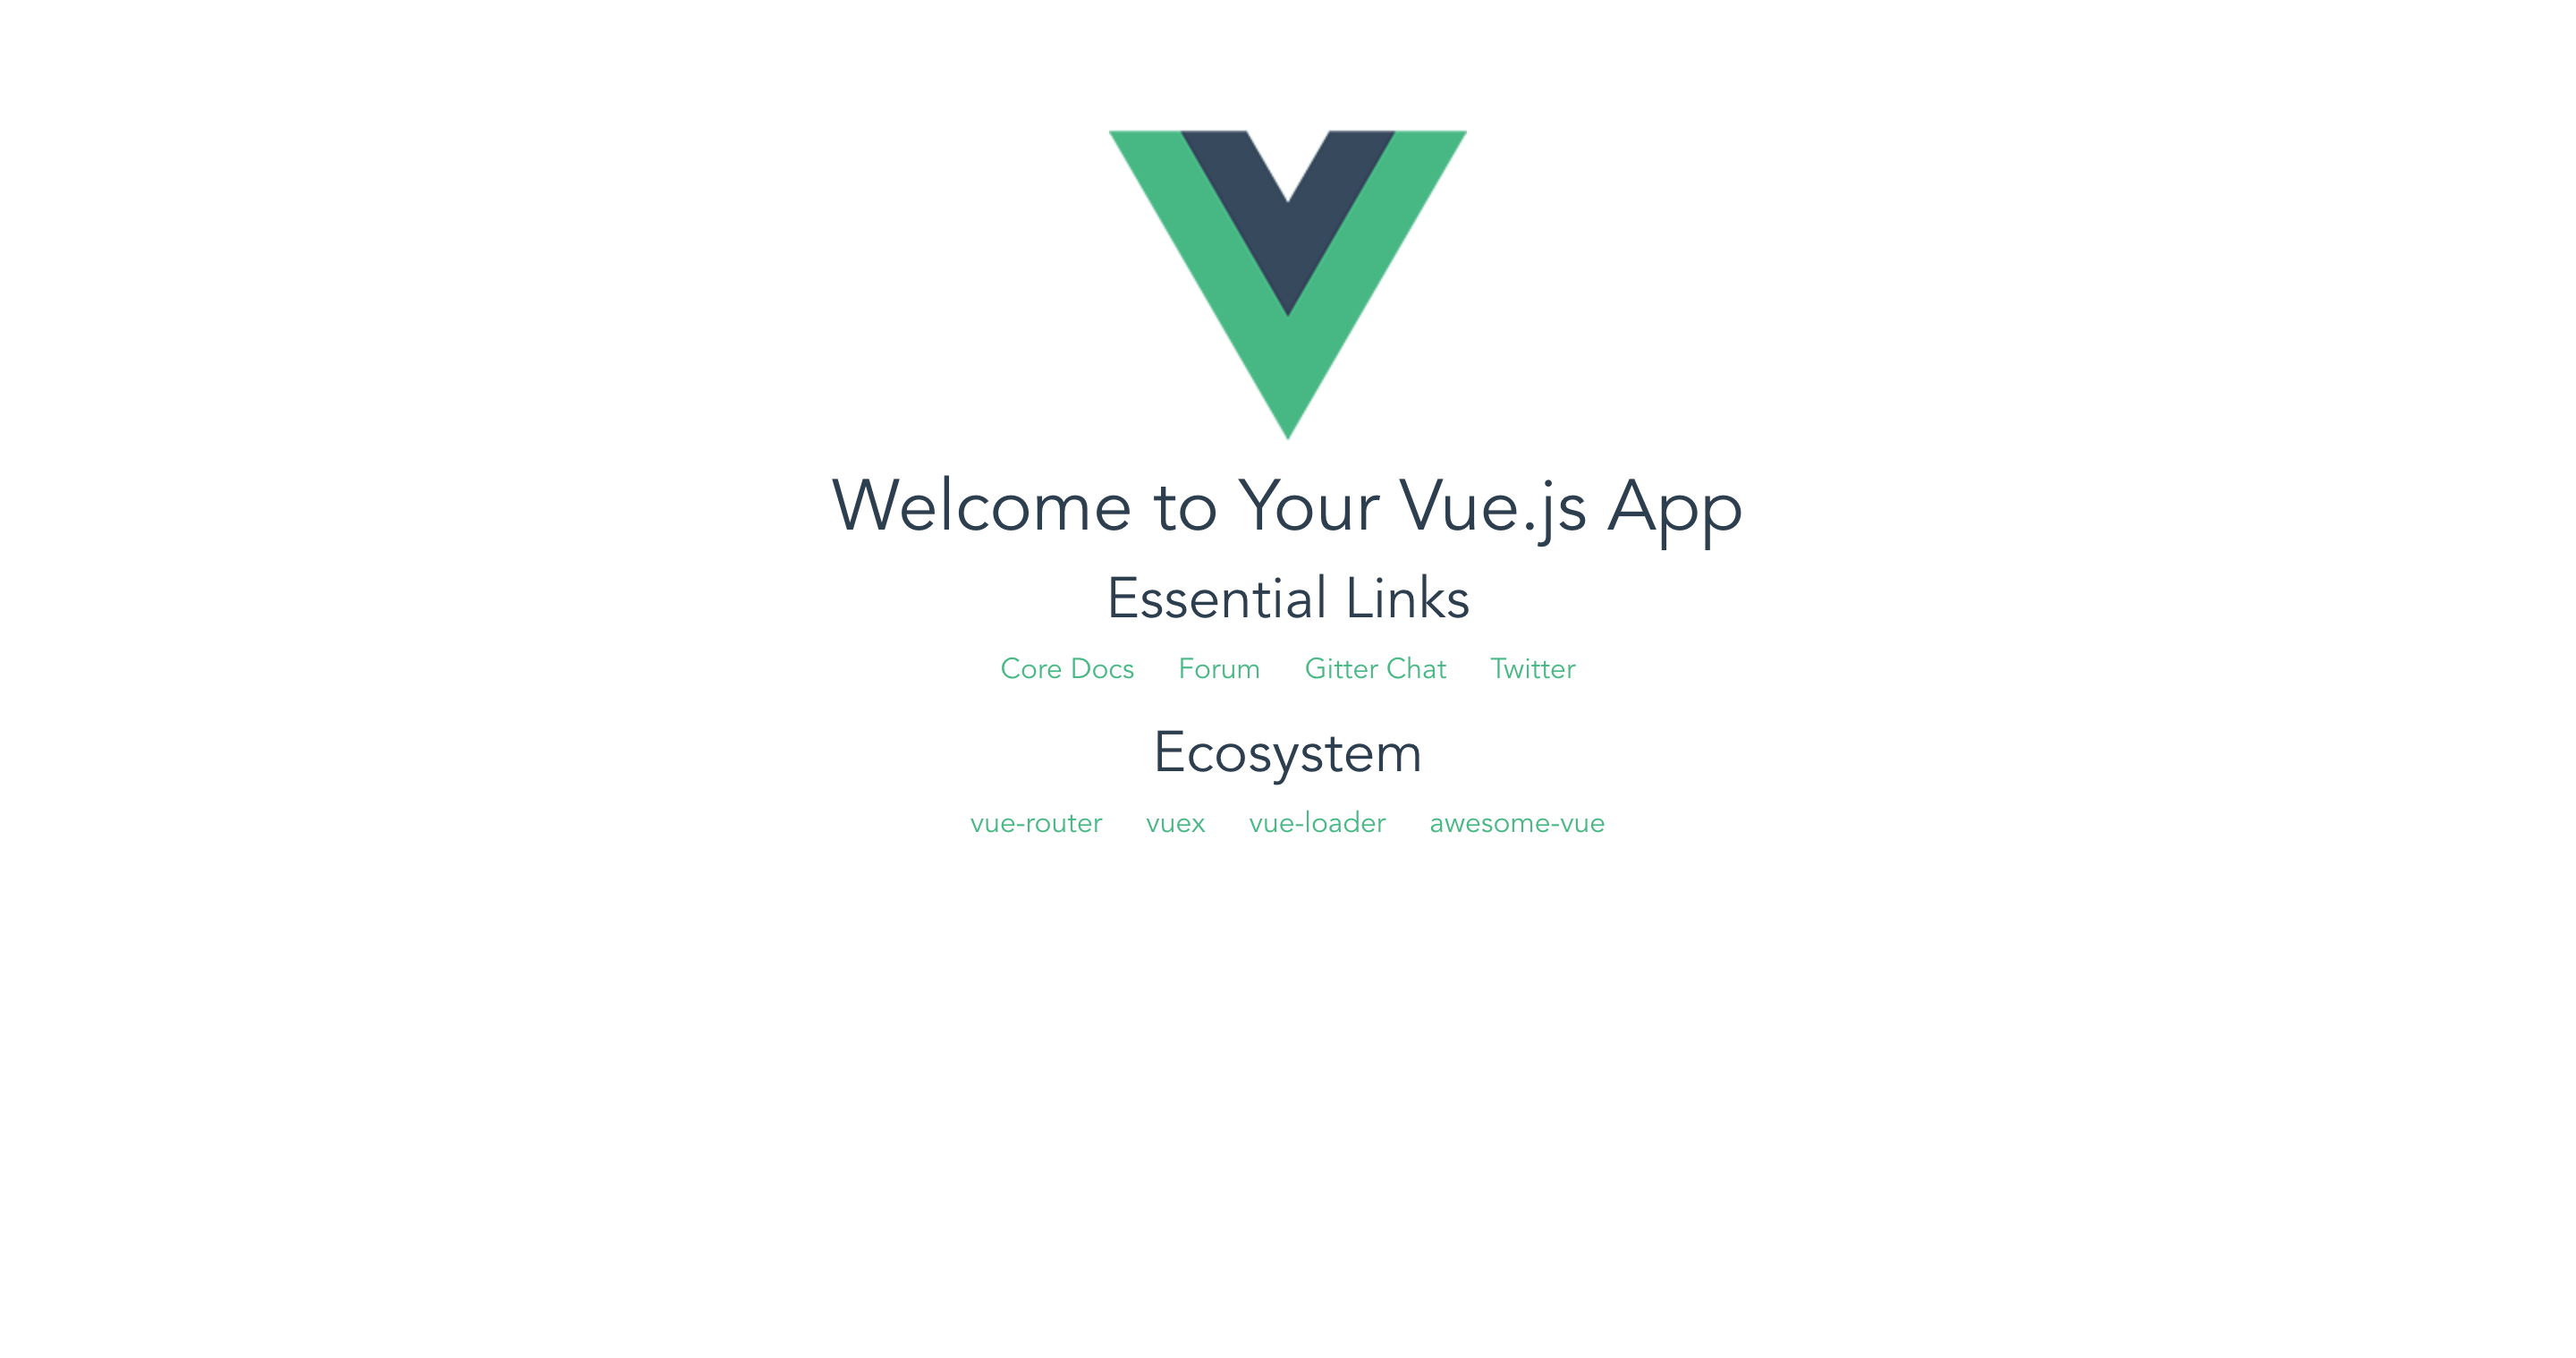 Welcome to Your Vue.js App
Essential Links
Core Docs Forum Gitter Chat Twitter
Ecosystem
vue-router vuex vue-loader awesome-vue